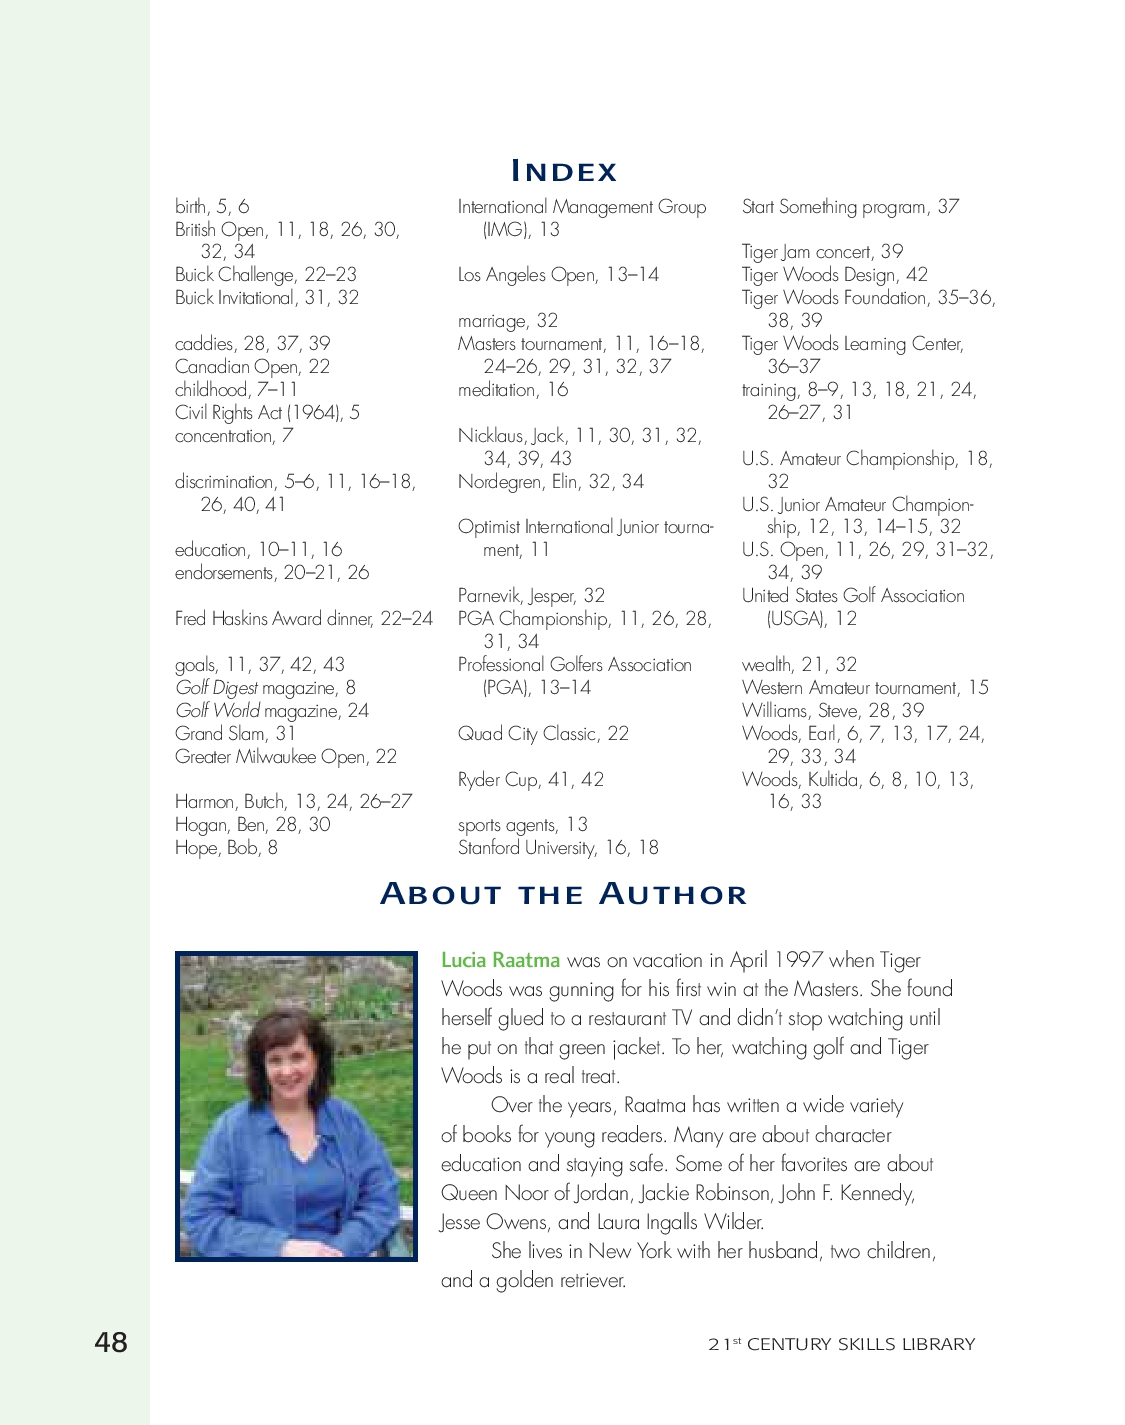 INDEX
birth, 5, 6
British Open, 11, 18, 26, 30,
32, 34
Buick Challenge, 22–23
Buick Invitational, 31, 32
caddies, 28, 37, 39
Canadian Open, 22
childhood, 7–11
Civil Rights Act (1964), 5
concentration, 7
discrimination, 5–6, 11, 16–18,
26, 40, 41
education, 10–11, 16
endorsements, 20–21, 26
Fred Haskins Award dinner, 22–24
goals, 11, 37, 42, 43
Golf Digest magazine, 8
Golf World magazine, 24
Grand Slam, 31
Greater Milwaukee Open, 22
Harmon, Butch, 13, 24, 26–27
Hogan, Ben, 28, 30
Hope, Bob, 8
International Management Group
(IMG), 13
Los Angeles Open, 13–14
marriage, 32
Masters tournament, 11, 16–18,
24–26, 29, 31, 32, 37
meditation, 16
Nicklaus, Jack, 11, 30, 31, 32,
34, 39, 43
Nordegren, Elin, 32, 34
Optimist International Junior tourna-
ment, 11
Parnevik, Jesper, 32
PGA Championship, 11, 26, 28,
31, 34
Professional Golfers Association
(PGA), 13–14
Quad City Classic, 22
Ryder Cup, 41, 42
sports agents, 13
Stanford University, 16, 18
Start Something program, 37
Tiger Jam concert, 39
Tiger Woods Design, 42
Tiger Woods Foundation, 35–36,
38, 39
Tiger Woods Learning Center,
36–37
training, 8–9, 13, 18, 21, 24,
26–27, 31
U.S. Amateur Championship, 18,
32
U.S. Junior Amateur Champion-
ship, 12, 13, 14–15, 32
U.S. Open, 11, 26, 29, 31–32,
34, 39
United States Golf Association
(USGA), 12
wealth, 21, 32
Western Amateur tournament, 15
Williams, Steve, 28, 39
Woods, Earl, 6, 7, 13, 17, 24,
29, 33, 34
Woods, Kultida, 6, 8, 10, 13,
16, 33
ABOUT THE AUTHOR
Lucia Raatma was on vacation in April 1997 when Tiger
Woods was gunning for his first win at the Masters. She found
herself glued to a restaurant TV and didn’t stop watching until
he put on that green jacket. To her, watching golf and Tiger
Woods is a real treat.
Over the years, Raatma has written a wide variety
of books for young readers. Many are about character
education and staying safe. Some of her favorites are about
Queen Noor of Jordan, Jackie Robinson, John F. Kennedy,
Jesse Owens, and Laura Ingalls Wilder.
She lives in New York with her husband, two children,
and a golden retriever.
48
21st CENTURY SKILLS LIBRARY